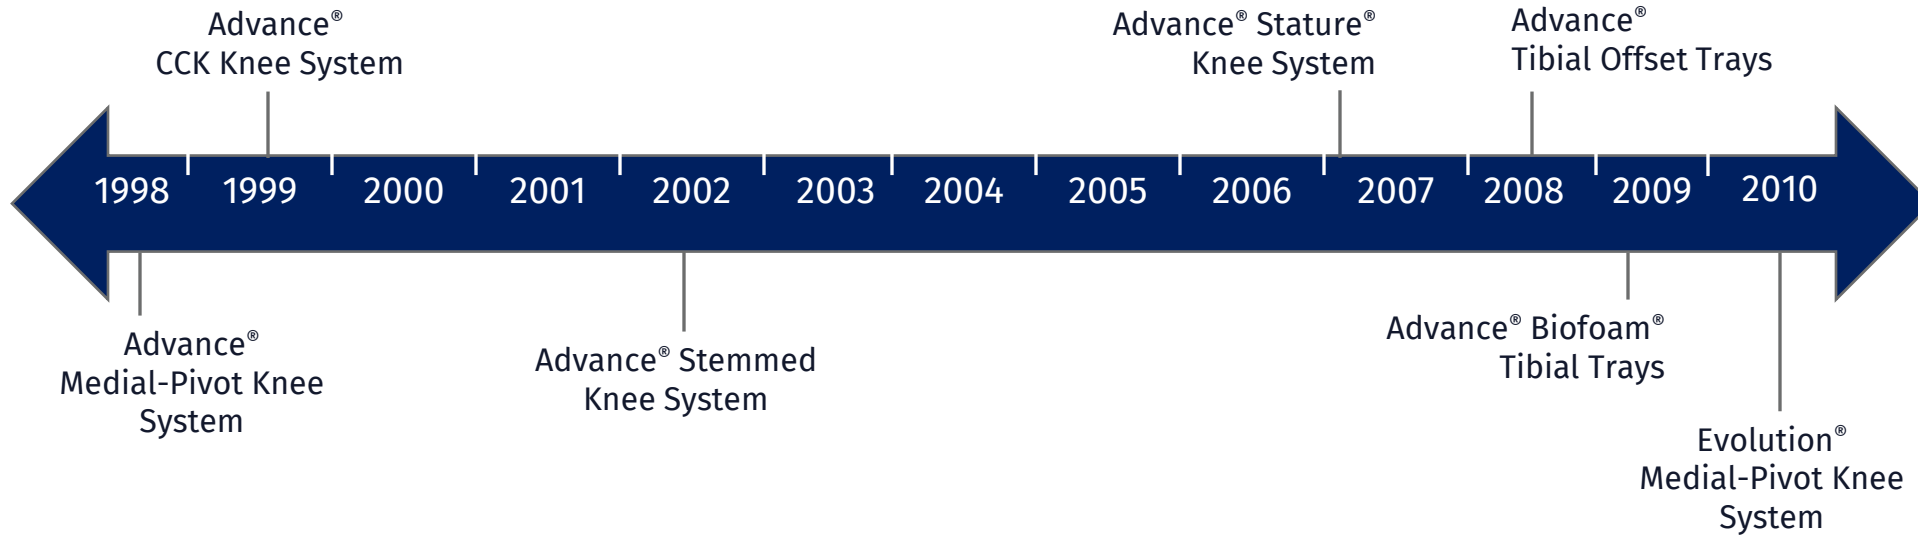 Advance®
CCK Knee System
Advance® Stature®
Knee System
Advance®
Tibial Offset Trays
1998 1999 2000 2001 2002 2003 2004 2005 2006 2007 2008 2009 2010
Advance®
Medial-Pivot Knee
System
Advance® Stemmed
Knee System
Advance® Biofoam®
Tibial Trays
Evolution®
Medial-Pivot Knee
System